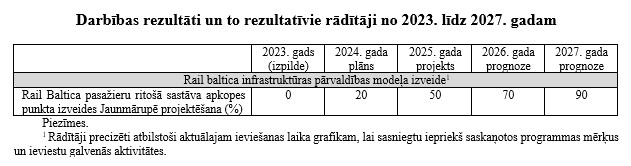 Darbības rezultāti un to rezultatīvie rādītāji no 2023. līdz 2027. gadam
2023. gads (izpilde) 2024. gada plāns 2025. gada projekts 2026. gada prognoze 2027. gada prognoze
Rail baltica infrastruktūras pārvaldības modeļa izveide¹
Rail Baltica pasažieru ritošā sastāva apkopes punkta izveides Jaunmārupē projektēšana (%) 0 20 50 70 90
Piezīmes.
¹ Rādītāji precizēti atbilstoši aktuālajam ieviešanas laika grafikam, lai sasniegtu iepriekš saskaņotos programmas mērķus
un ieviestu galvenās aktivitātes.